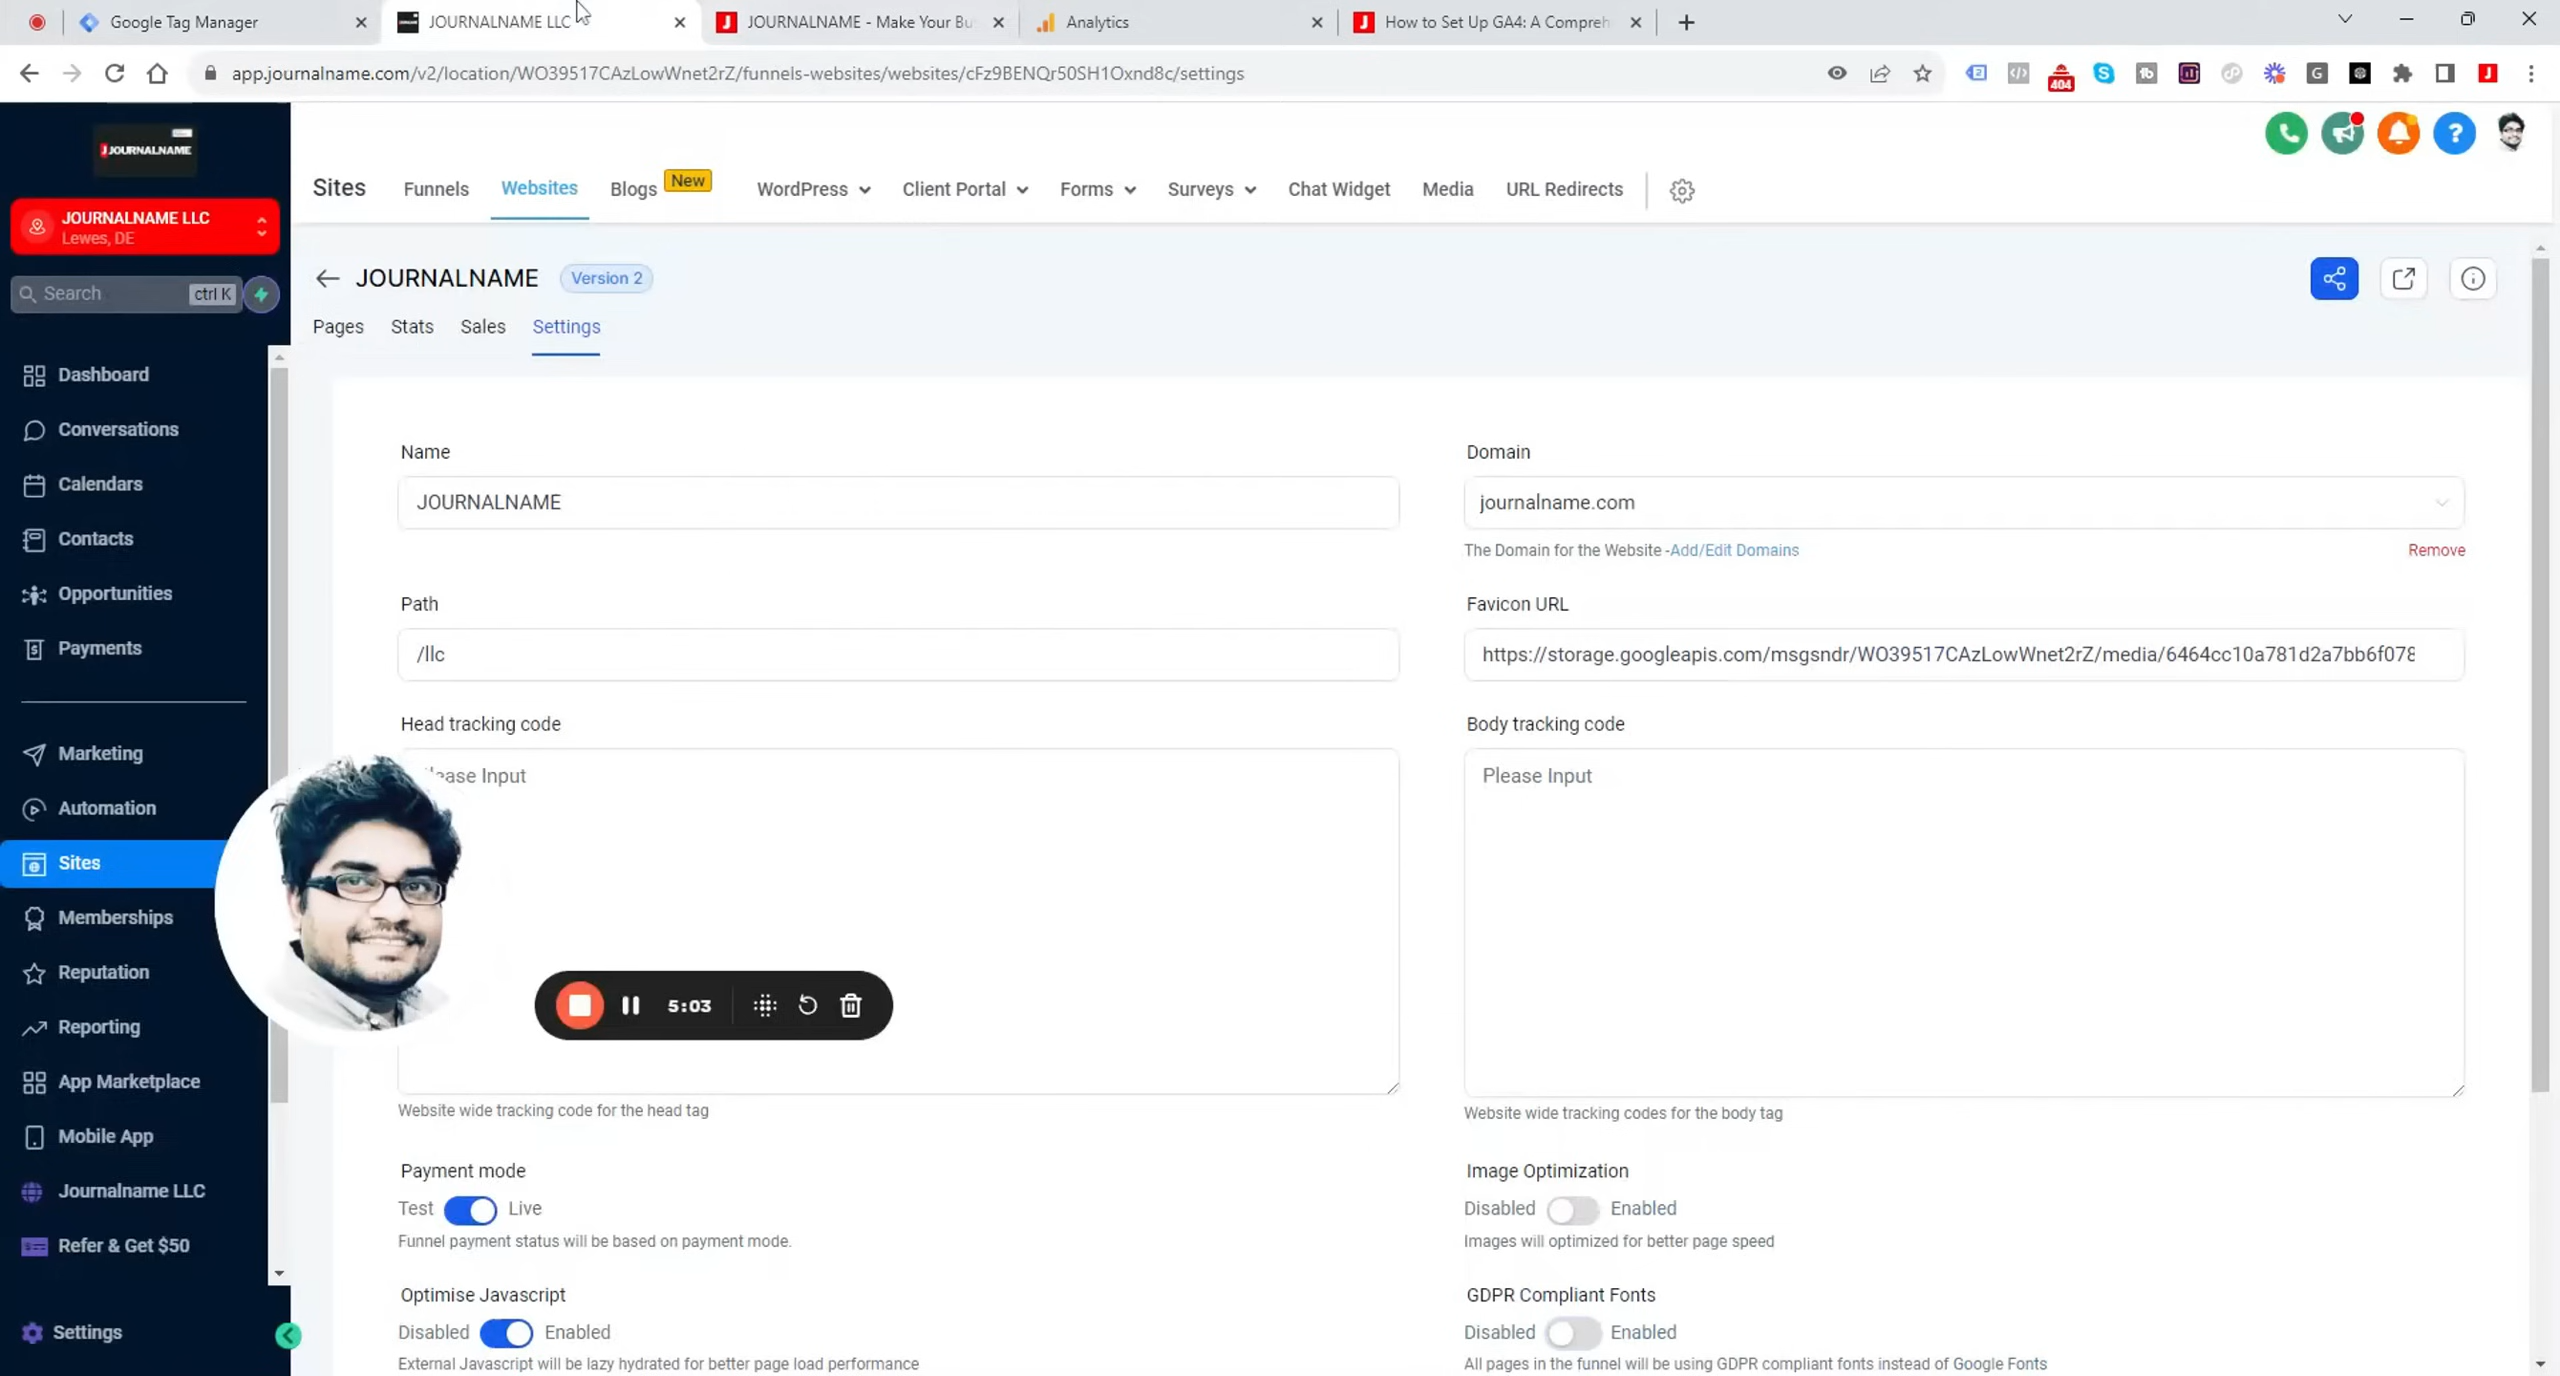 Google Tag Manager
JOURNALNAME LLC
JOURNALNAME - Make Your Bu
Analytics
How to Set Up GA4: A Compreh
app.journalname.com/v2/location/WO39517CAzLowWnet2rZ/funnels-websites/websites/cFz9BENQr50SH1Oxnd8c/settings
404
G
J
JOURNALNAME
JOURNALNAME LLC
Lewes, DE
Search
ctrl K
Dashboard
Conversations
Calendars
Contacts
Opportunities
Payments
Marketing
Automation
Sites
Memberships
Reputation
Reporting
App Marketplace
Mobile App
Journalname LLC
Refer & Get $50
Settings
Sites
Funnels
Websites
Blogs
New
WordPress
Client Portal
Forms
Surveys
Chat Widget
Media
URL Redirects
JOURNALNAME
Version 2
Pages
Stats
Sales
Settings
Name
JOURNALNAME
Domain
journalname.com
The Domain for the Website -Add/Edit Domains
Remove
Path
/llc
Favicon URL
https://storage.googleapis.com/msgsndr/WO39517CAzLowWnet2rZ/media/6464cc10a781d2a7bb6f078
Head tracking code
ease Input
Website wide tracking code for the head tag
Body tracking code
Please Input
Website wide tracking codes for the body tag
5:03
Payment mode
Test
Live
Funnel payment status will be based on payment mode.
Image Optimization
Disabled
Enabled
Images will optimized for better page speed
Optimise Javascript
Disabled
Enabled
External Javascript will be lazy hydrated for better page load performance
GDPR Compliant Fonts
Disabled
Enabled
All pages in the funnel will be using GDPR compliant fonts instead of Google Fonts